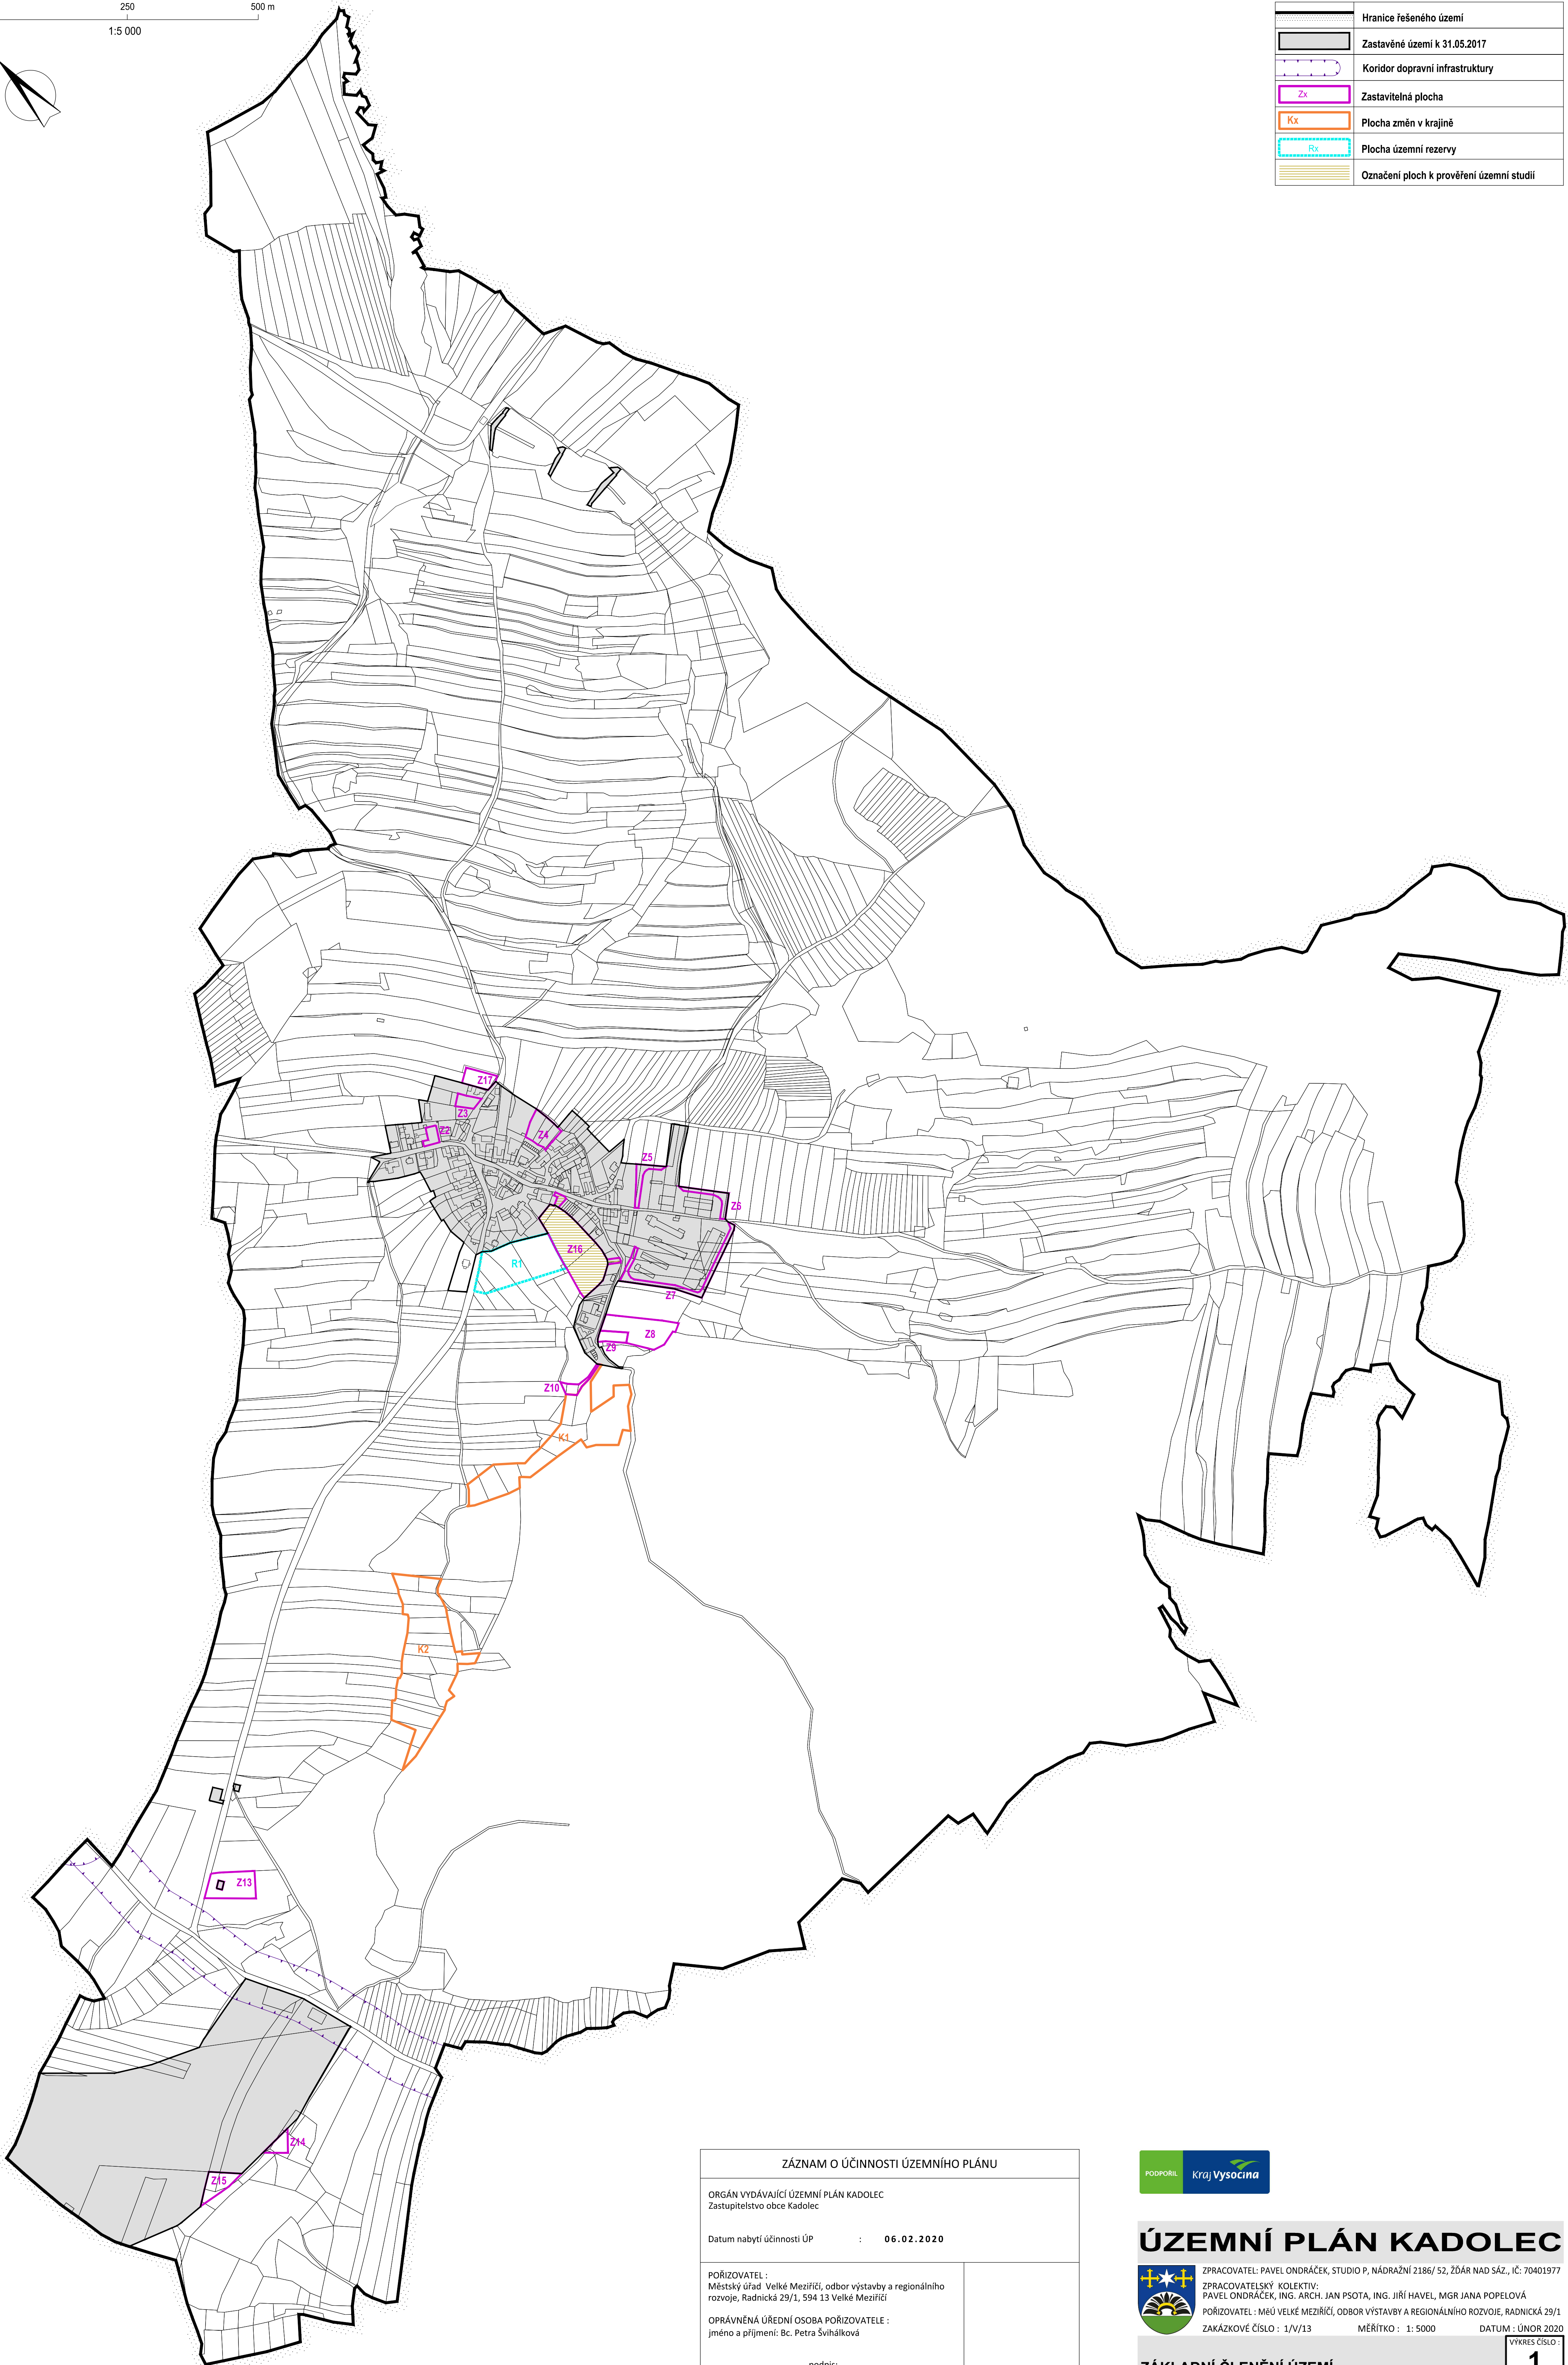 250
500 m
1:5 000
Hranice řešeného území
Zastavěné území k 31.05.2017
Koridor dopravní infrastruktury
Zx
Zastavitelná plocha
Kx
Plocha změn v krajině
Rx
Plocha územní rezervy
Označení ploch k prověření územní studií
Z17
Z3
Z2
Z4
Z5
Z6
Z16
R1
Z7
Z8
Z9
Z10
K1
K2
Z13
Z14
Z15
ZÁZNAM O ÚČINNOSTI ÚZEMNÍHO PLÁNU
ORGÁN VYDÁVAJÍCÍ ÚZEMNÍ PLÁN KADOLEC
Zastupitelstvo obce Kadolec
Datum nabytí účinnosti ÚP : 06.02.2020
POŘIZOVATEL :
Městský úřad Velké Meziříčí, odbor výstavby a regionálního
rozvoje, Radnická 29/1, 594 13 Velké Meziříčí
OPRÁVNĚNÁ ÚŘEDNÍ OSOBA POŘIZOVATELE :
jméno a příjmení: Bc. Petra Švihálková
podpis:
PODPOŘIL
Kraj Vysočina
ÚZEMNÍ PLÁN KADOLEC
ZPRACOVATEL: PAVEL ONDRÁČEK, STUDIO P, NÁDRAŽNÍ 2186/ 52, ŽĎÁR NAD SÁZ., IČ: 70401977
ZPRACOVATELSKÝ KOLEKTIV:
PAVEL ONDRÁČEK, ING. ARCH. JAN PSOTA, ING. JIŘÍ HAVEL, MGR JANA POPELOVÁ
POŘIZOVATEL : MěÚ VELKÉ MEZIŘÍČÍ, ODBOR VÝSTAVBY A REGIONÁLNÍHO ROZVOJE, RADNICKÁ 29/1
ZAKÁZKOVÉ ČÍSLO : 1/V/13 MĚŘÍTKO : 1: 5000 DATUM : ÚNOR 2020
VÝKRES ČÍSLO :
1
ZÁKLADNÍ ČLENĚNÍ ÚZEMÍ